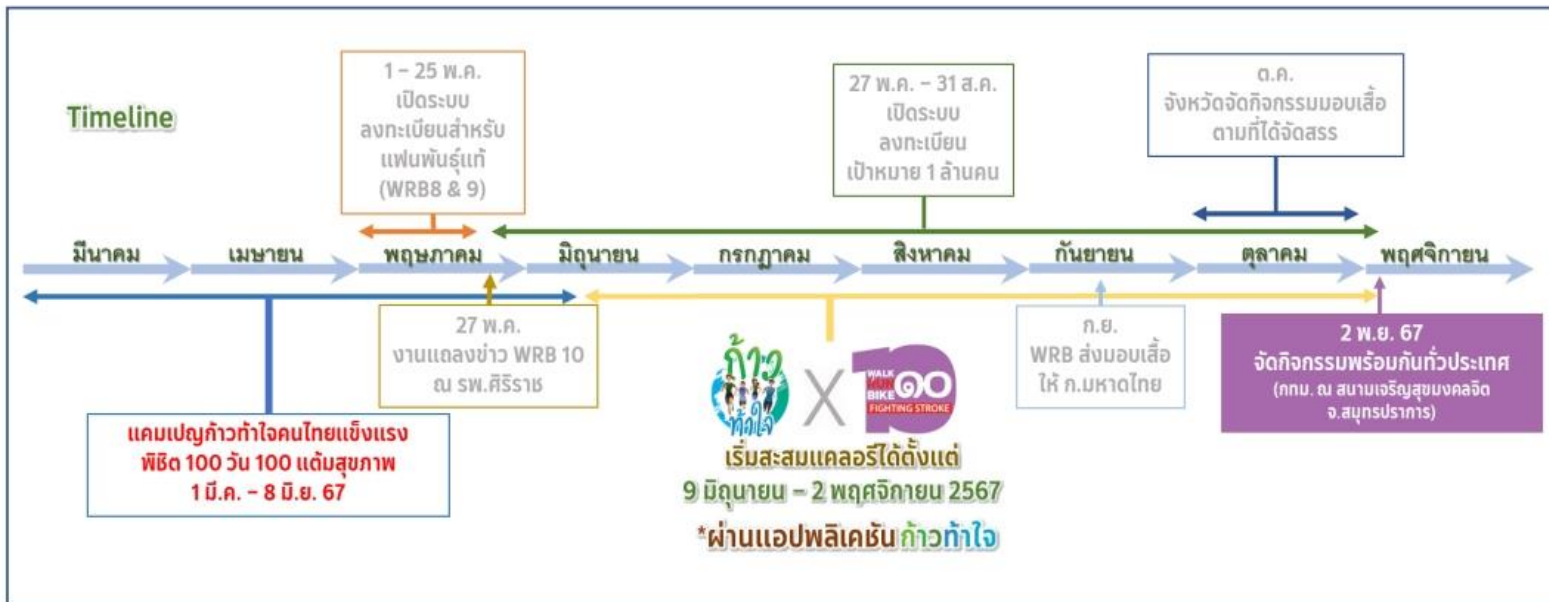 Timeline
1 – 25 พ.ค.
เปิดระบบ
ลงทะเบียนสำหรับ
แฟนพันธุ์แท้
(WRB8 & 9)
27 พ.ค. – 31 ส.ค.
เปิดระบบ
ลงทะเบียน
เป้าหมาย 1 ล้านคน
ต.ค.
จังหวัดจัดกิจกรรมมอบเสื้อ
ตามที่ได้จัดสรร
มีนาคม เมษายน พฤษภาคม มิถุนายน กรกฎาคม สิงหาคม กันยายน ตุลาคม พฤศจิกายน
27 พ.ค.
งานแถลงข่าว WRB 10
ณ รพ.ศิริราช
แคมเปญก้าวท้าใจคนไทยแข็งแรง
พิชิต 100 วัน 100 แต้มสุขภาพ
1 มี.ค. – 8 มิ.ย. 67
ก้าว
ท้าใจ
X
10
WALK
RUN
BIKE ๑๐
FIGHTING STROKE
เริ่มสะสมแคลอรีได้ตั้งแต่
9 มิถุนายน – 2 พฤศจิกายน 2567
*ผ่านแอปพลิเคชัน ก้าวท้าใจ
ก.ย.
WRB ส่งมอบเสื้อ
ให้ ก.มหาดไทย
2 พ.ย. 67
จัดกิจกรรมพร้อมกันทั่วประเทศ
(กทม. ณ สนามเจริญสุขมงคลจิต
จ.สมุทรปราการ)